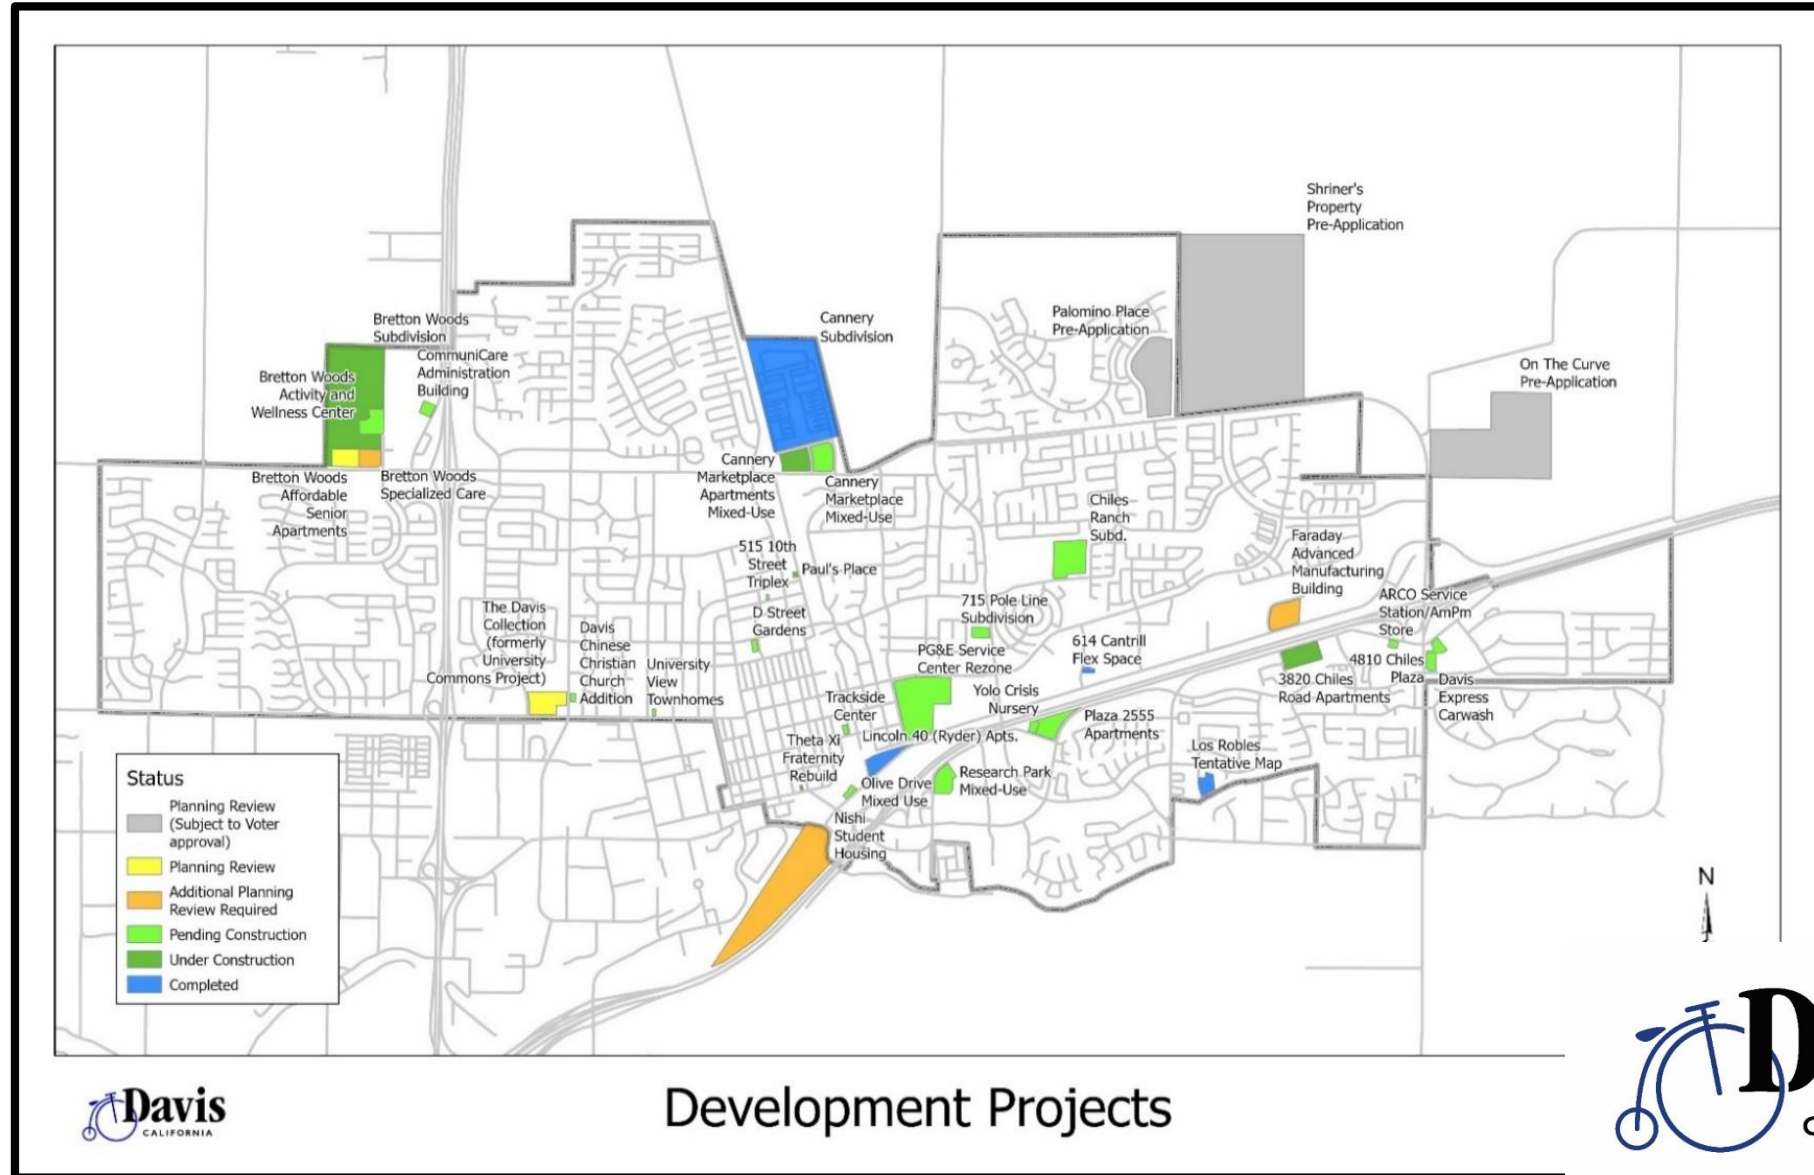 Shriner's
Property
Pre-Application
Bretton Woods
Subdivision
Cannery
Subdivision
Palomino Place
Pre-Application
CommuniCare
Administration
Building
Bretton Woods
Activity and
Wellness Center
On The Curve
Pre-Application
Bretton Woods
Affordable
Senior
Apartments
Bretton Woods
Specialized Care
Cannery
Marketplace
Apartments
Mixed-Use
Cannery
Marketplace
Mixed-Use
Chiles
Ranch
Subd.
515 10th
Street
Triplex
Paul's Place
Faraday
Advanced
Manufacturing
Building
ARCO Service
Station/AmPm
Store
The Davis
Collection
(formerly
University
Commons Project)
Davis
Chinese
Christian
Church
Addition
University
View
Townhomes
D Street
Gardens
715 Pole Line
Subdivision
PG&E Service
Center Rezone
614 Cantrill
Flex Space
4810 Chiles
Plaza
3820 Chiles
Road Apartments
Davis
Express
Carwash
Trackside
Center
Yolo Crisis
Nursery
Lincoln 40 (Ryder) Apts.
Plaza 2555
Apartments
Theta Xi
Fraternity
Rebuild
Los Robles
Tentative Map
Olive Drive
Mixed Use
Research Park
Mixed-Use
Nishi
Student
Housing
Status
Planning Review
(Subject to Voter
approval)
Planning Review
Additional Planning
Review Required
Pending Construction
Under Construction
Completed
N
Davis
CALIFORNIA
Development Projects
D